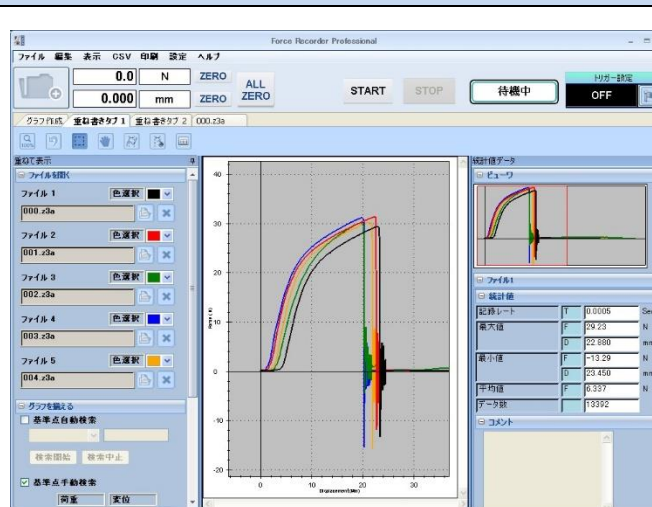 Force Recorder Professional
ファイル 編集 表示 CSV 印刷 設定 ヘルプ
0.0 N ZERO
0.000 mm ZERO
ALL ZERO
START STOP 待機中
トリガー設定
OFF
グラフ作成 重ね書きタブ 1 重ね書きタブ 2 000.z3a
重ねて表示
ファイルを開く
ファイル 1 色選択
000.z3a
ファイル 2 色選択
001.z3a
ファイル 3 色選択
002.z3a
ファイル 4 色選択
003.z3a
ファイル 5 色選択
004.z3a
グラフを揃える
基準点自動検索
検索開始 検索中止
基準点手動検索
荷重 変位
40
30
20
10
0
-10
-20
0 10 20 30
Displacement(mm)
統計値データ
ビューワ
ファイル1
統計値
記録レート T 0.0005 Sec
最大値 F 29.23 N
D 22.880 mm
最小値 F -13.29 N
D 23.450 mm
平均値 F 6.337 N
データ数 13392
コメント